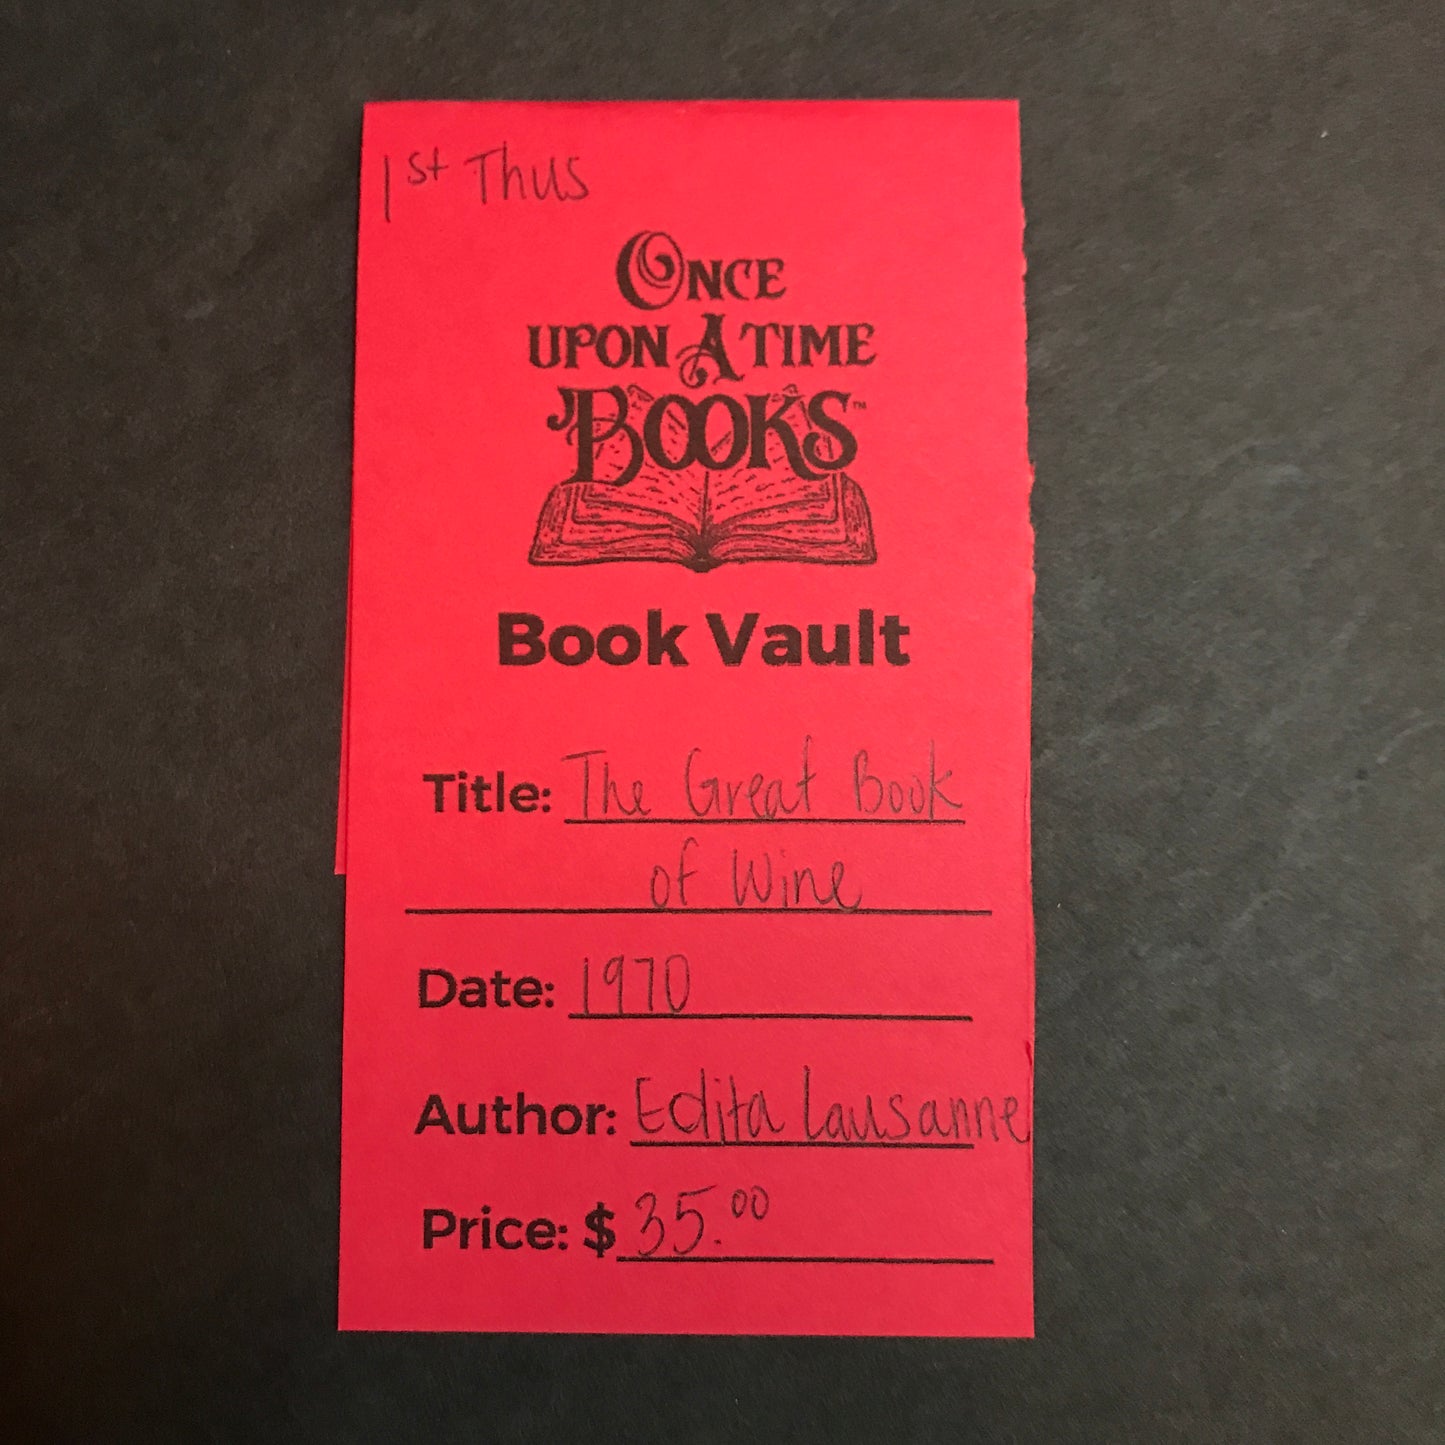 1st Thus
ONCE
UPON A TIME
BOOKS™
Book Vault
Title: The Great Book
of Wine
Date: 1970
Author: Edita Lausanne
Price: $ 35.00